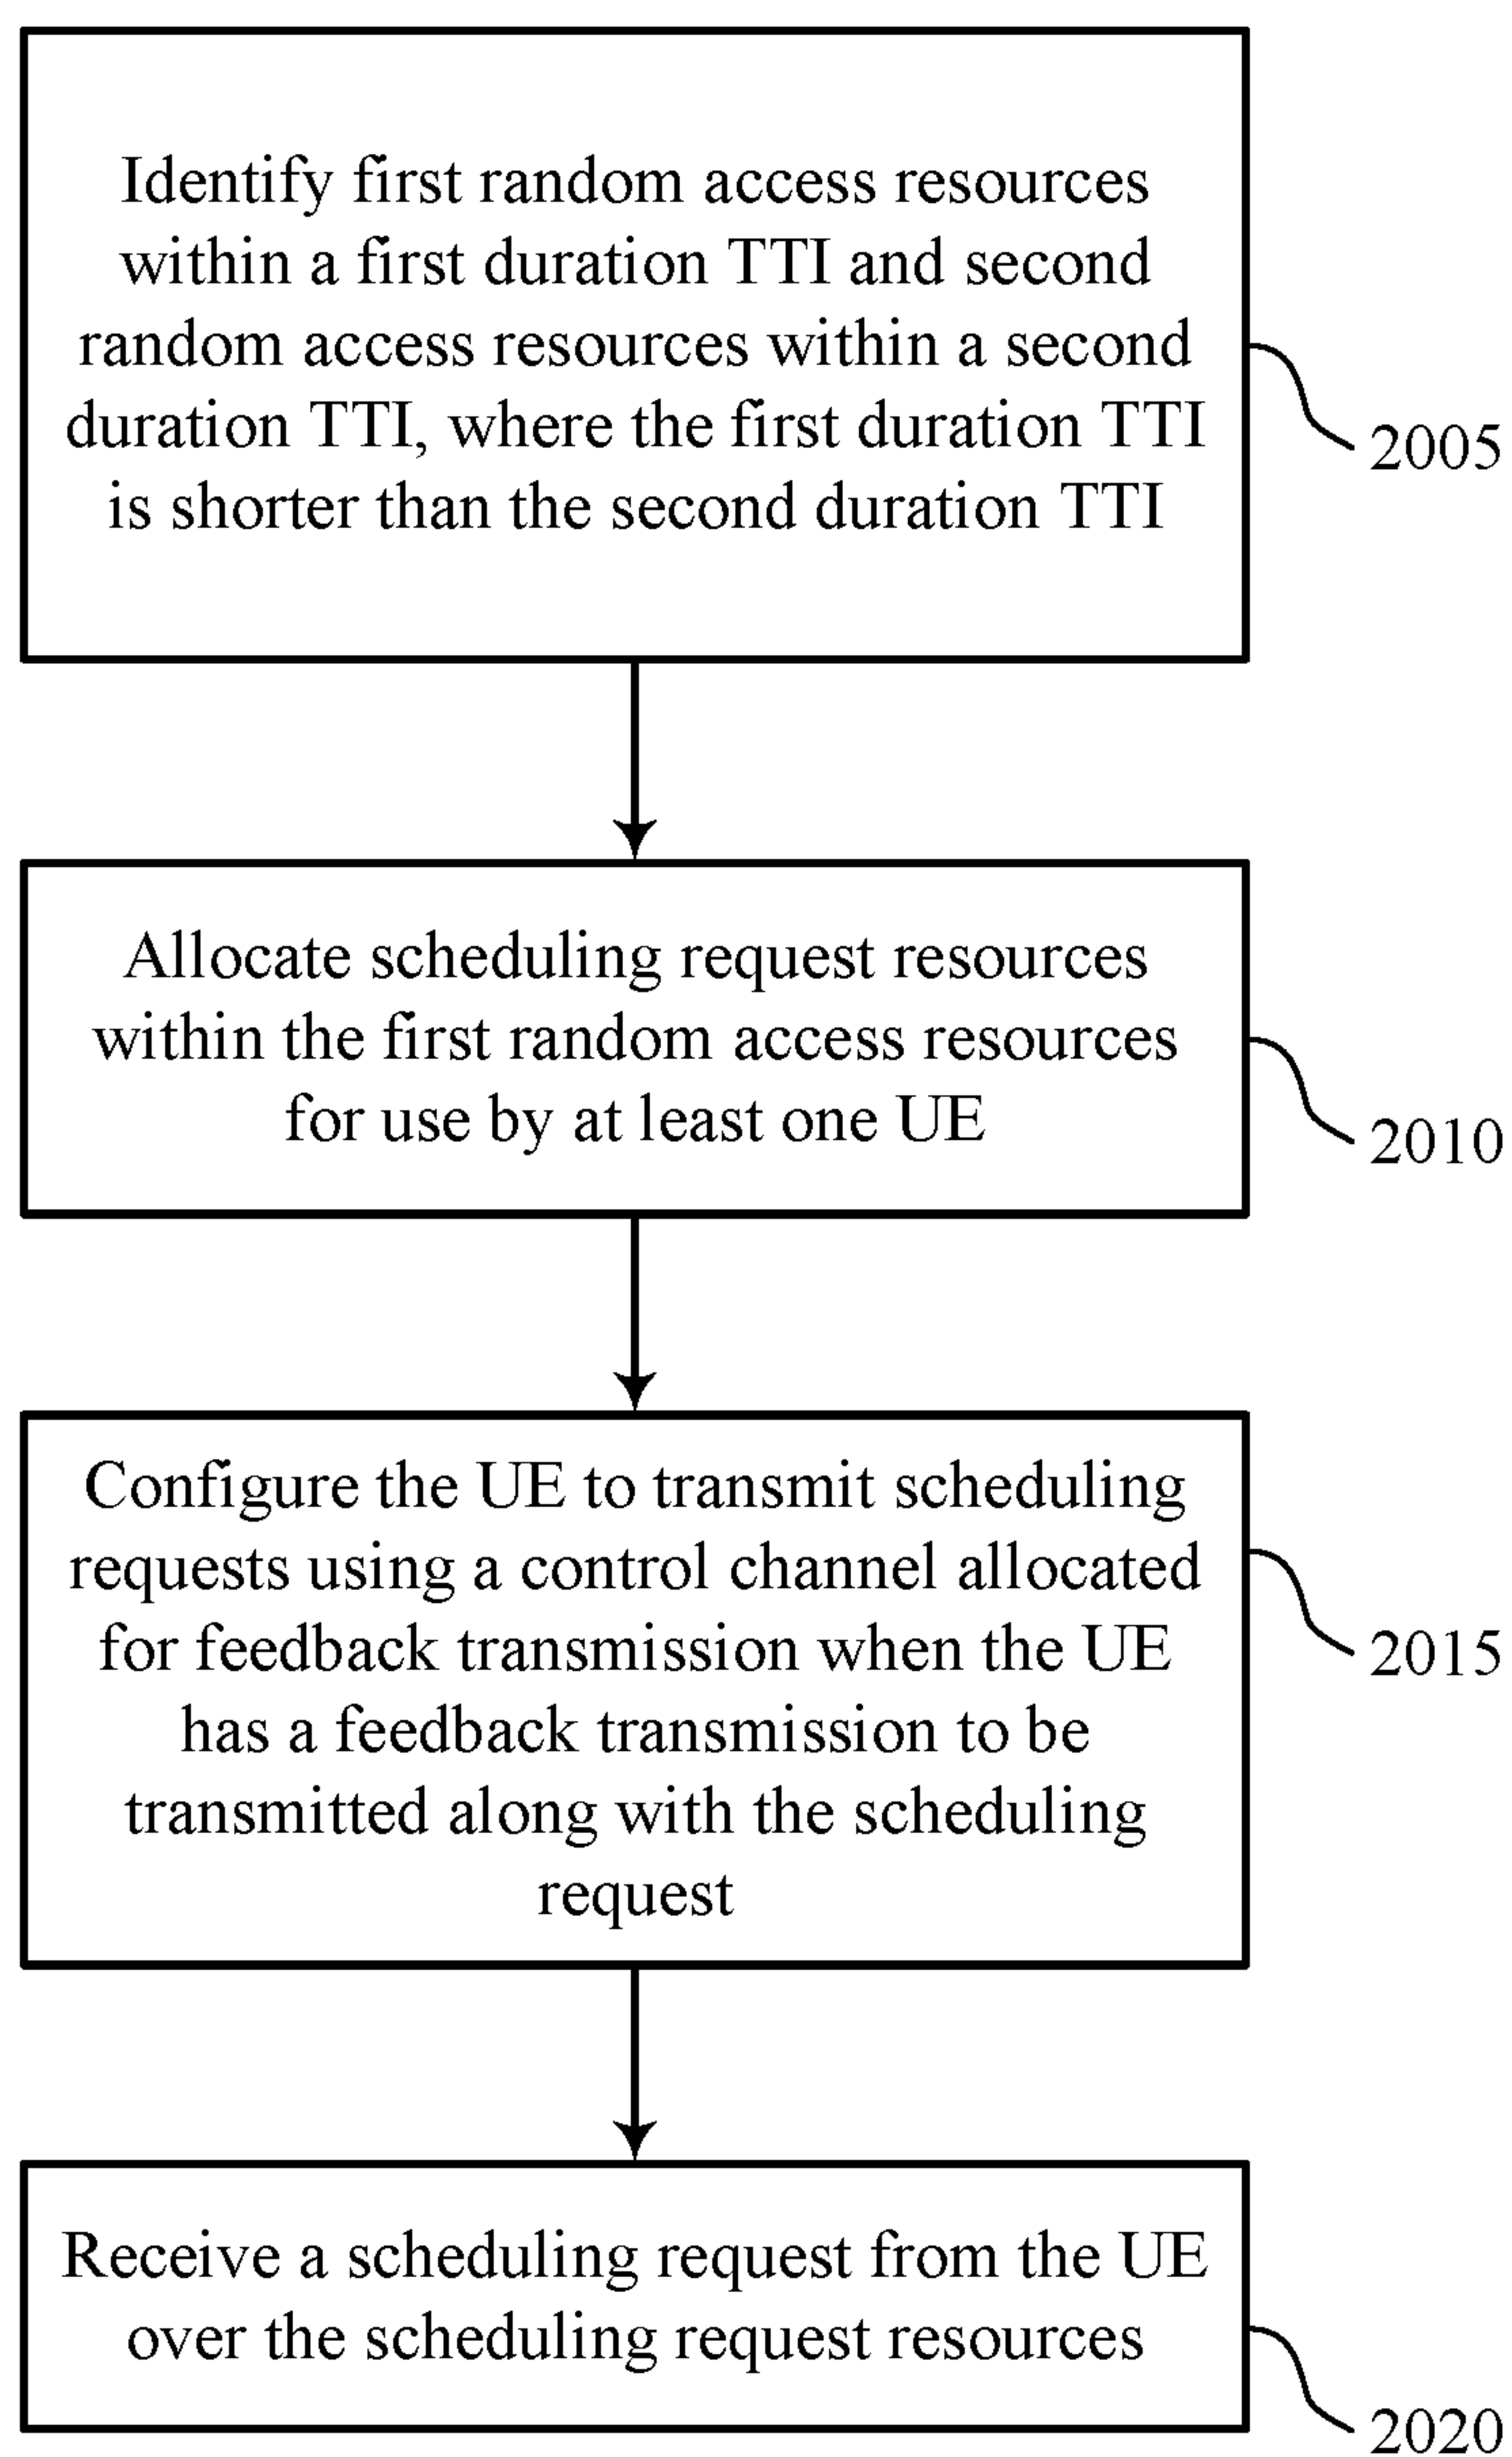 Identify first random access resources
within a first duration TTI and second
random access resources within a second
duration TTI, where the first duration TTI
is shorter than the second duration TTI
2005
Allocate scheduling request resources
within the first random access resources
for use by at least one UE
2010
Configure the UE to transmit scheduling
requests using a control channel allocated
for feedback transmission when the UE
has a feedback transmission to be
transmitted along with the scheduling
request
2015
Receive a scheduling request from the UE
over the scheduling request resources
2020